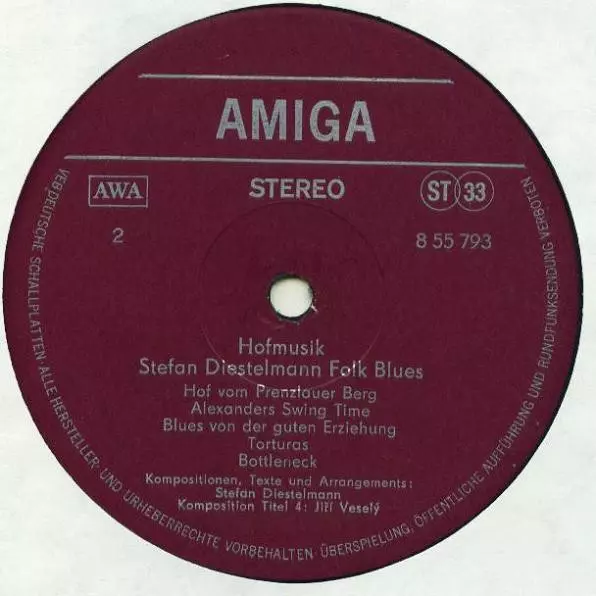 AMIGA
AWA
STEREO
ST 33
2
8 55 793
Hofmusik
Stefan Diestelmann Folk Blues
Hof vom Prenzlauer Berg
Alexanders Swing Time
Blues von der guten Erziehung
Torturas
Bottleneck
Kompositionen, Texte und Arrangements:
Stefan Diestelmann
Komposition Titel 4: Jiří Veselý
VEB DEUTSCHE SCHALLPLATTEN · ALLE HERSTELLER- UND URHEBERRECHTE VORBEHALTEN · ÜBERSPIELUNG, ÖFFENTLICHE AUFFÜHRUNG UND RUNDFUNKSENDUNG VERBOTEN